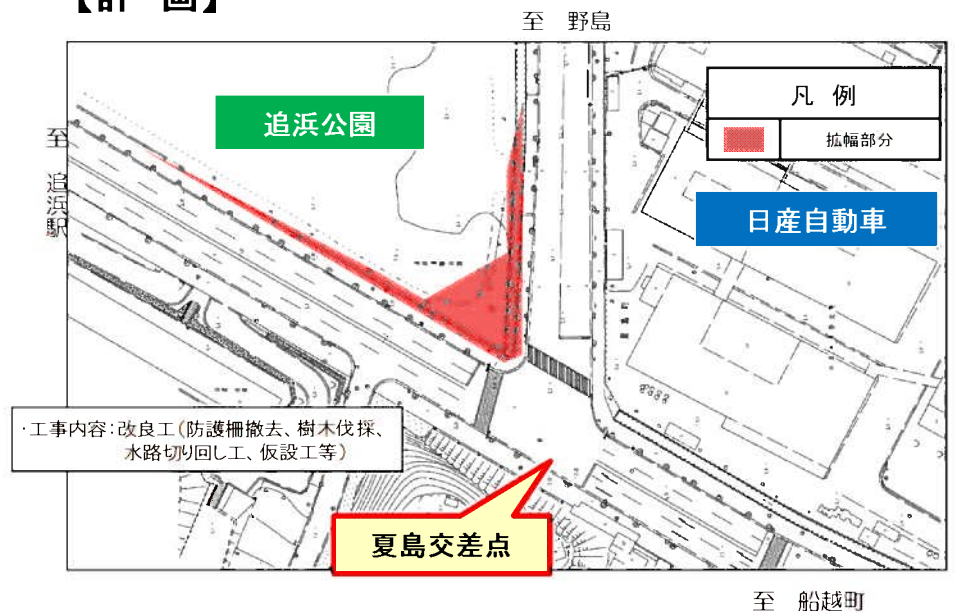 【計 画】
至 野島
凡 例
拡幅部分
追浜公園
至 追浜駅
日産自動車
・工事内容：改良工（防護柵撤去、樹木伐採、
水路切り回し工、仮設工等）
夏島交差点
至 船越町